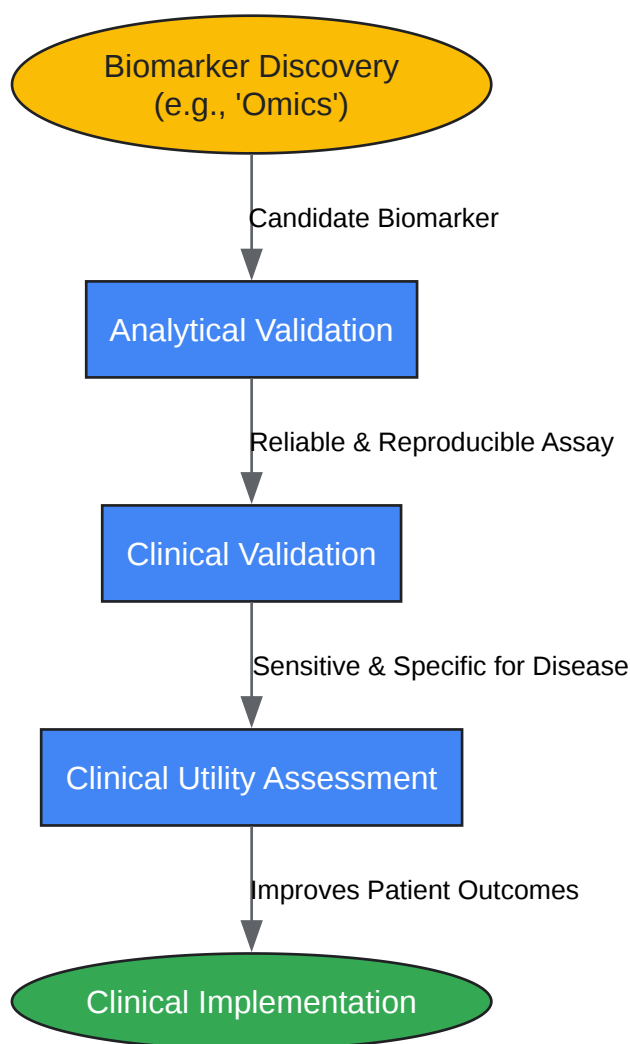 Biomarker Discovery
(e.g., 'Omics')
Candidate Biomarker
Analytical Validation
Reliable & Reproducible Assay
Clinical Validation
Sensitive & Specific for Disease
Clinical Utility Assessment
Improves Patient Outcomes
Clinical Implementation